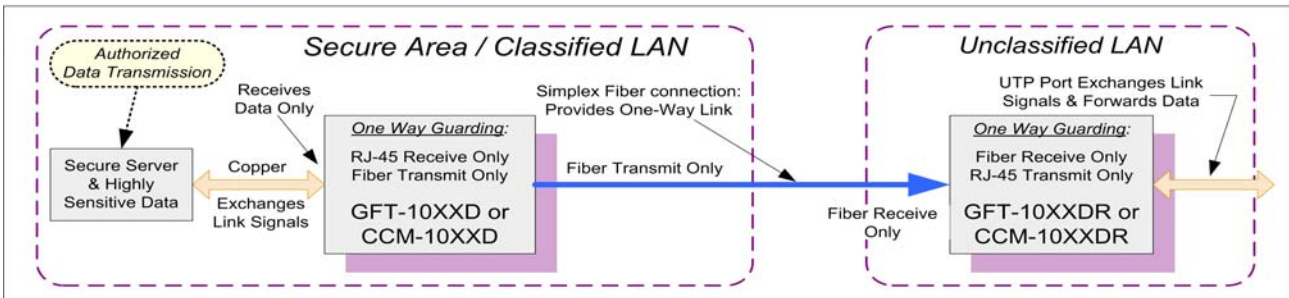 Secure Area / Classified LAN
Unclassified LAN
Authorized
Data Transmission
Receives
Data Only
Simplex Fiber connection:
Provides One-Way Link
UTP Port Exchanges Link
Signals & Forwards Data
Secure Server
& Highly
Sensitive Data
Copper
Exchanges
Link Signals
One Way Guarding:
RJ-45 Receive Only
Fiber Transmit Only
GFT-10XXD or
CCM-10XXD
Fiber Transmit Only
Fiber Receive
Only
One Way Guarding:
Fiber Receive Only
RJ-45 Transmit Only
GFT-10XXDR or
CCM-10XXDR